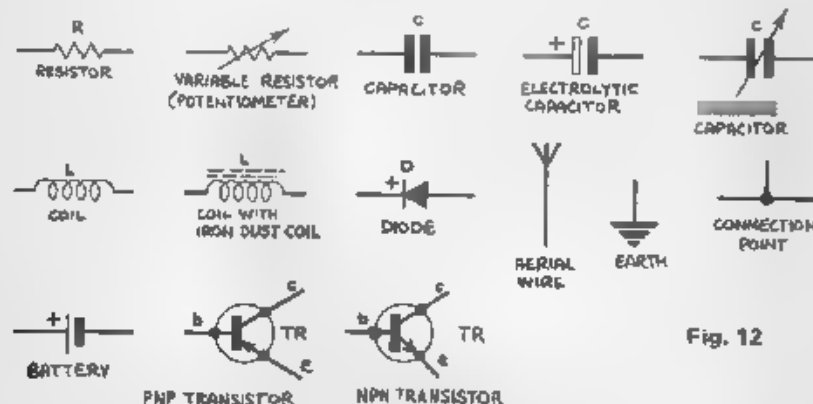 R
RESISTOR
VARIABLE RESISTOR
(POTENTIOMETER)
C
CAPACITOR
+ C
ELECTROLYTIC
CAPACITOR
C
CAPACITOR
L
COIL
L
COIL WITH
IRON DUST COIL
+ D
DIODE
AERIAL
WIRE
EARTH
CONNECTION
POINT
+
BATTERY
b c TR
PNP TRANSISTOR
b c TR
e
NPN TRANSISTOR
Fig. 12